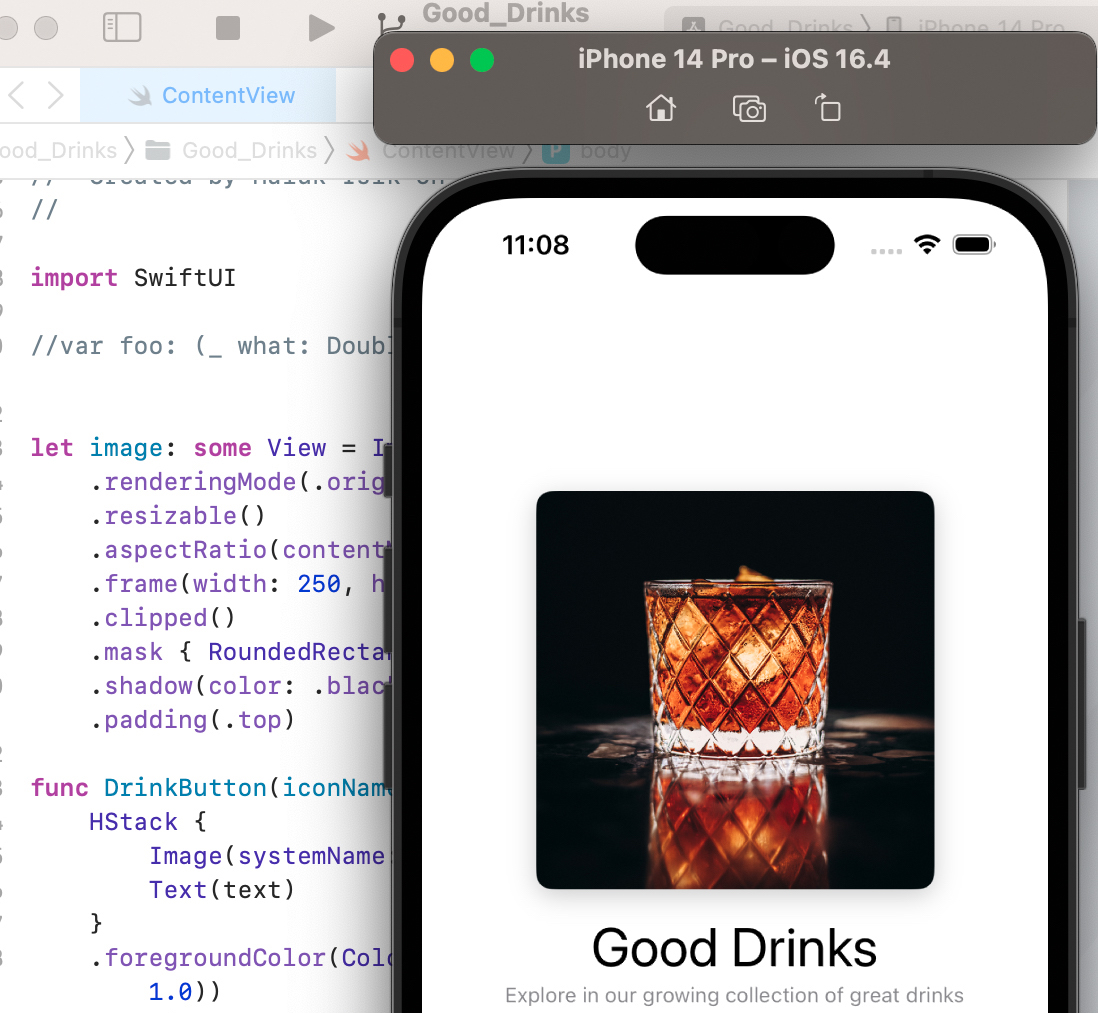 Good_Drinks
Good_Drinks iPhone 14 Pro
iPhone 14 Pro – iOS 16.4
ContentView
ood_Drinks Good_Drinks ContentView P body
// Created by
//
import SwiftUI
//var foo: (_ what: Doubl
let image: some View = I
.renderingMode(.orig
.resizable()
.aspectRatio(content
.frame(width: 250, h
.clipped()
.mask { RoundedRecta
.shadow(color: .blac
.padding(.top)
func DrinkButton(iconNam
HStack {
Image(systemName:
Text(text)
}
.foregroundColor(Colo
1.0))
11:08
Good Drinks
Explore in our growing collection of great drinks